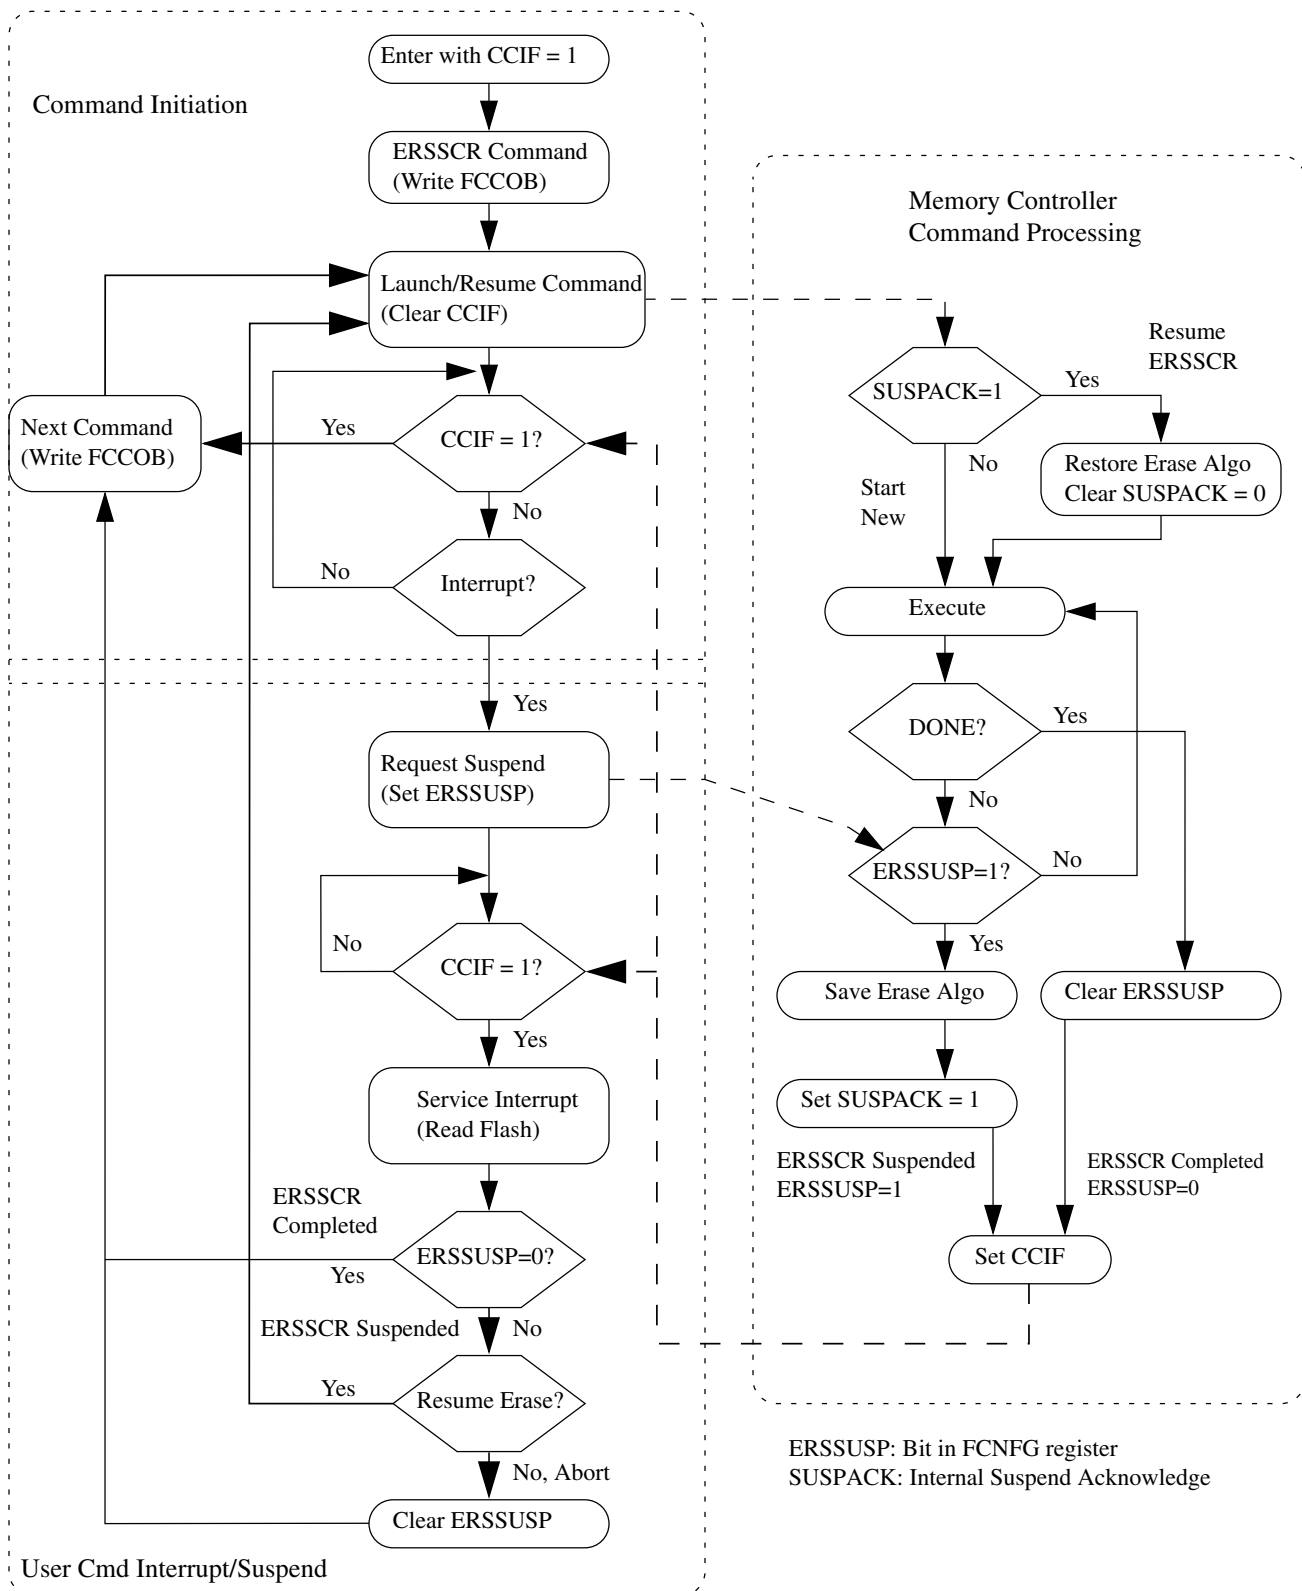 Enter with CCIF = 1
Command Initiation
ERSSCR Command
(Write FCCOB)
Launch/Resume Command
(Clear CCIF)
Next Command
(Write FCCOB)
Yes
CCIF = 1?
No
No
Interrupt?
Yes
Request Suspend
(Set ERSSUSP)
No
CCIF = 1?
Yes
Service Interrupt
(Read Flash)
ERSSCR
Completed
ERSSUSP=0?
Yes
ERSSCR Suspended
No
Yes
Resume Erase?
No, Abort
Clear ERSSUSP
User Cmd Interrupt/Suspend
Memory Controller
Command Processing
Resume
ERSSCR
SUSPACK=1
Yes
No
Restore Erase Algo
Clear SUSPACK = 0
Start
New
Execute
DONE?
Yes
No
ERSSUSP=1?
No
Yes
Save Erase Algo
Clear ERSSUSP
Set SUSPACK = 1
ERSSCR Suspended
ERSSUSP=1
ERSSCR Completed
ERSSUSP=0
Set CCIF
ERSSUSP: Bit in FCNFG register
SUSPACK: Internal Suspend Acknowledge